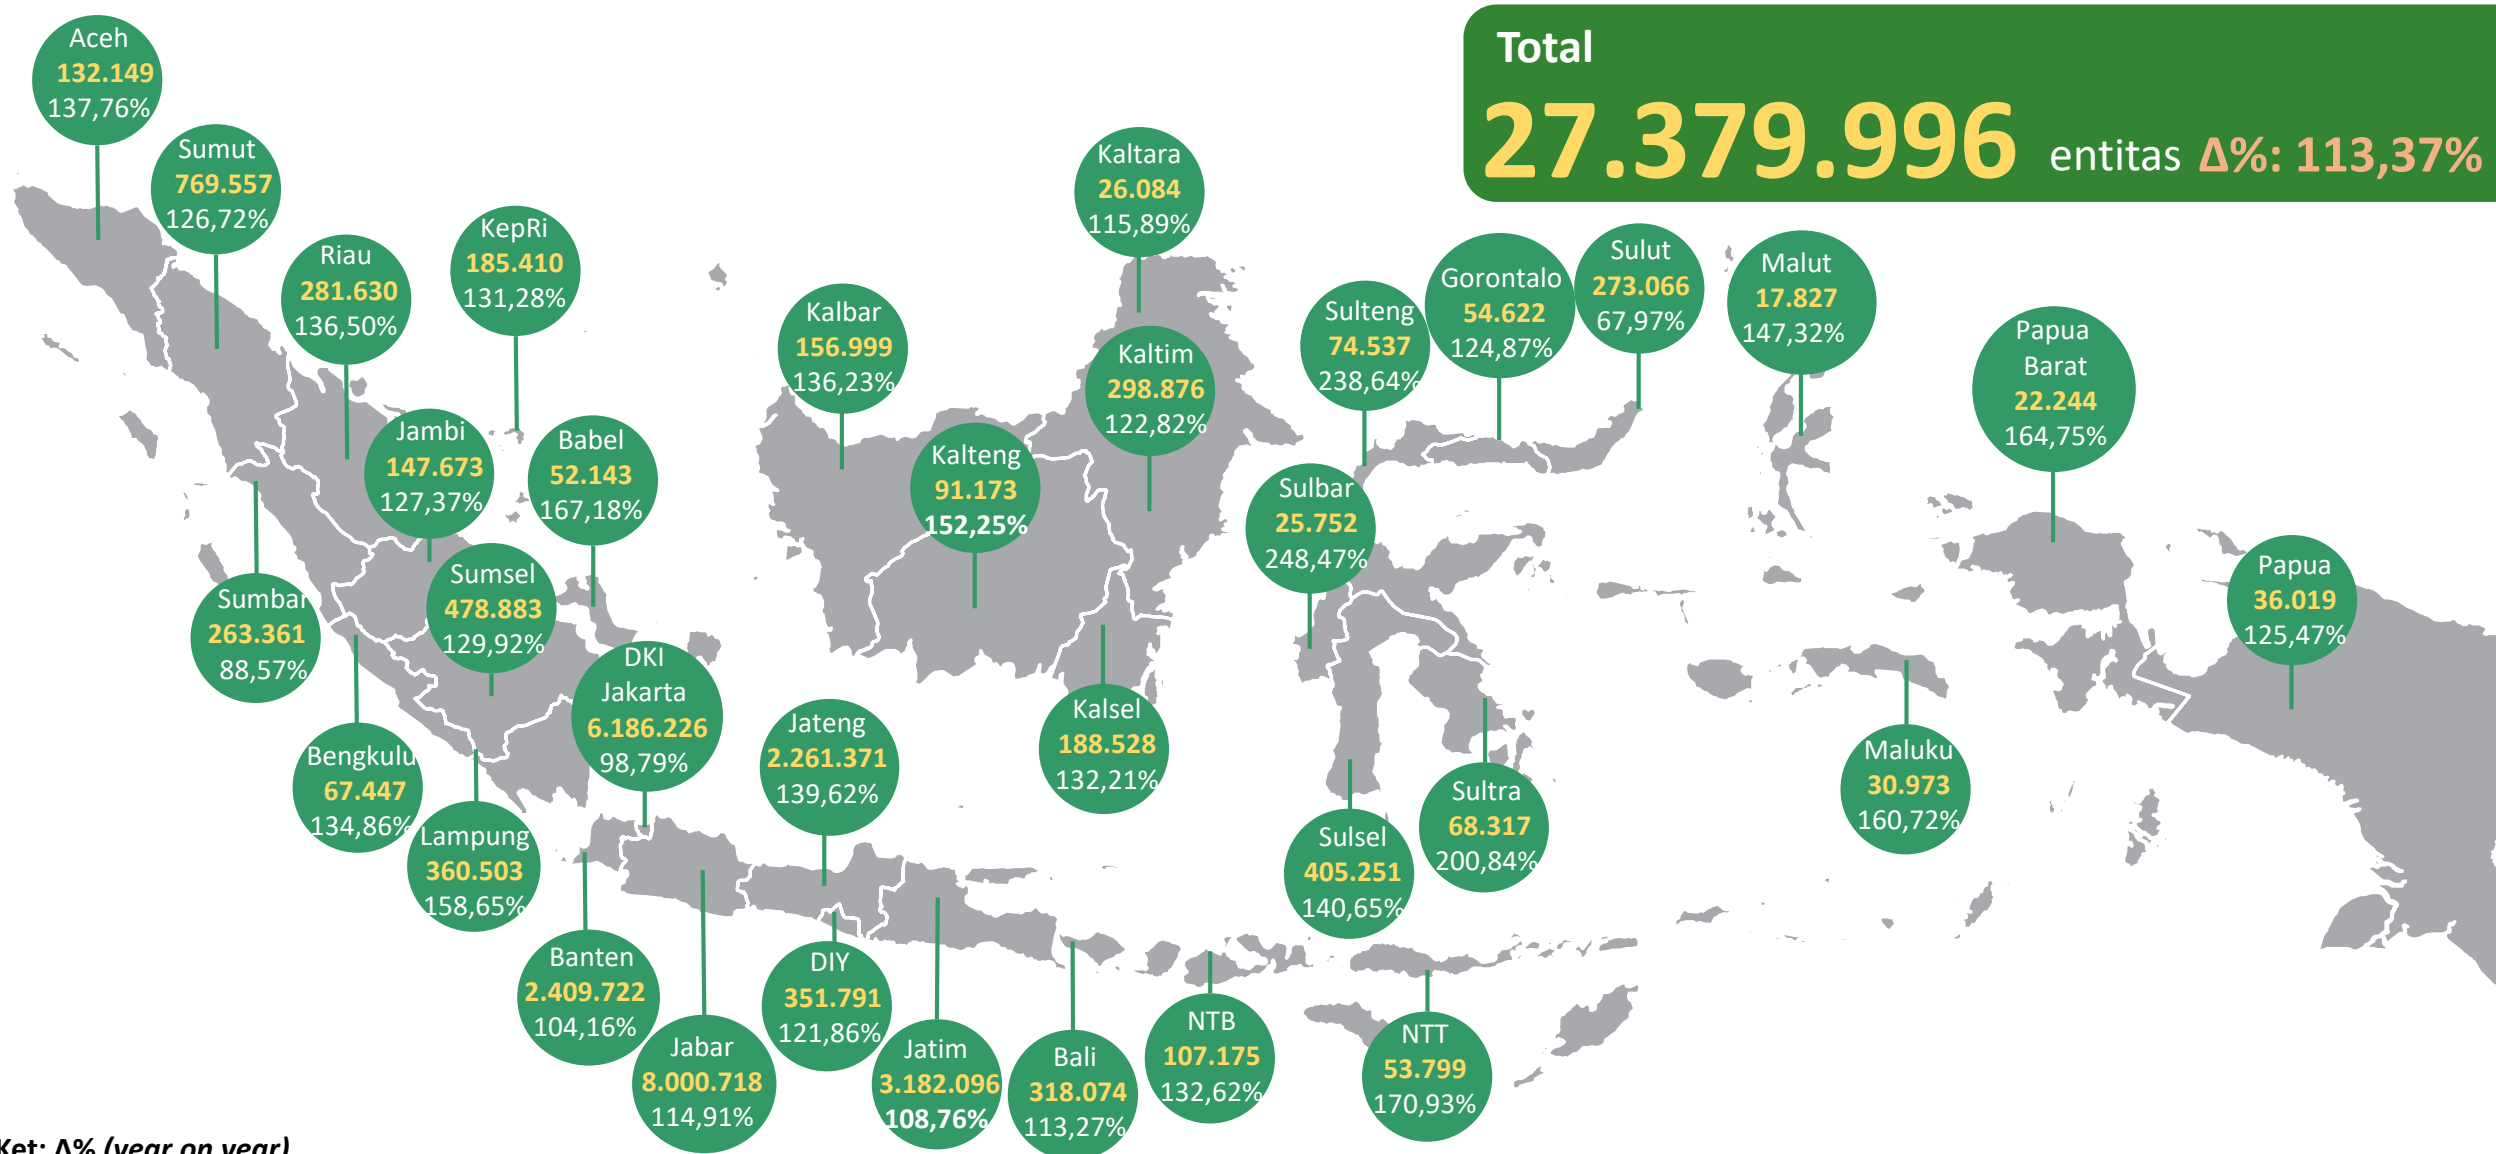 Total
27.379.996 entitas Δ%: 113,37%
Aceh
132.149
137,76%
Sumut
769.557
126,72%
Riau
281.630
136,50%
KepRi
185.410
131,28%
Jambi
147.673
127,37%
Babel
52.143
167,18%
Sumbar
263.361
88,57%
Sumsel
478.883
129,92%
Bengkulu
67.447
134,86%
Lampung
360.503
158,65%
DKI
Jakarta
6.186.226
98,79%
Banten
2.409.722
104,16%
Jabar
8.000.718
114,91%
Jateng
2.261.371
139,62%
DIY
351.791
121,86%
Jatim
3.182.096
108,76%
Bali
318.074
113,27%
NTB
107.175
132,62%
NTT
53.799
170,93%
Kalbar
156.999
136,23%
Kalteng
91.173
152,25%
Kaltara
26.084
115,89%
Kaltim
298.876
122,82%
Kalsel
188.528
132,21%
Sulteng
74.537
238,64%
Gorontalo
54.622
124,87%
Sulut
273.066
67,97%
Sulbar
25.752
248,47%
Sulsel
405.251
140,65%
Sultra
68.317
200,84%
Malut
17.827
147,32%
Maluku
30.973
160,72%
Papua
Barat
22.244
164,75%
Papua
36.019
125,47%
Ket: Δ% (year on year)